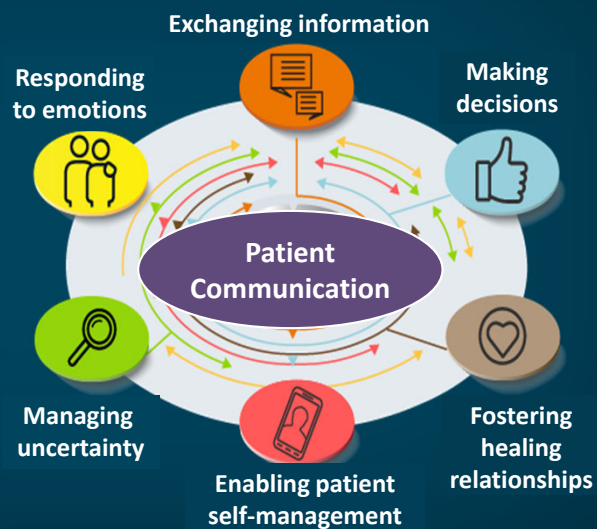 Exchanging information
Responding
to emotions
Making
decisions
Patient
Communication
Managing
uncertainty
Fostering
healing
relationships
Enabling patient
self-management